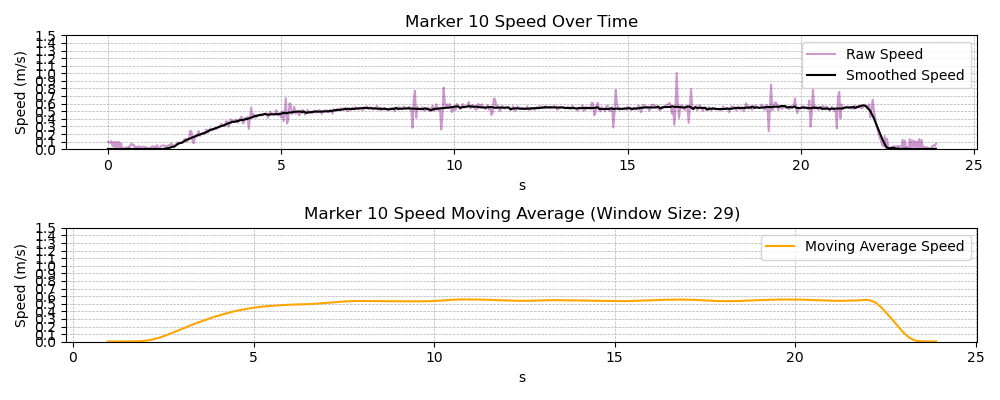 Marker 10 Speed Over Time
Speed (m/s)
1.5
1.4
1.3
1.2
1.1
1.0
0.9
0.8
0.7
0.6
0.5
0.4
0.3
0.2
0.1
0.0
Raw Speed
Smoothed Speed
0 5 10 15 20 25
s
Marker 10 Speed Moving Average (Window Size: 29)
Speed (m/s)
1.5
1.4
1.3
1.2
1.1
1.0
0.9
0.8
0.7
0.6
0.5
0.4
0.3
0.2
0.1
0.0
Moving Average Speed
0 5 10 15 20 25
s